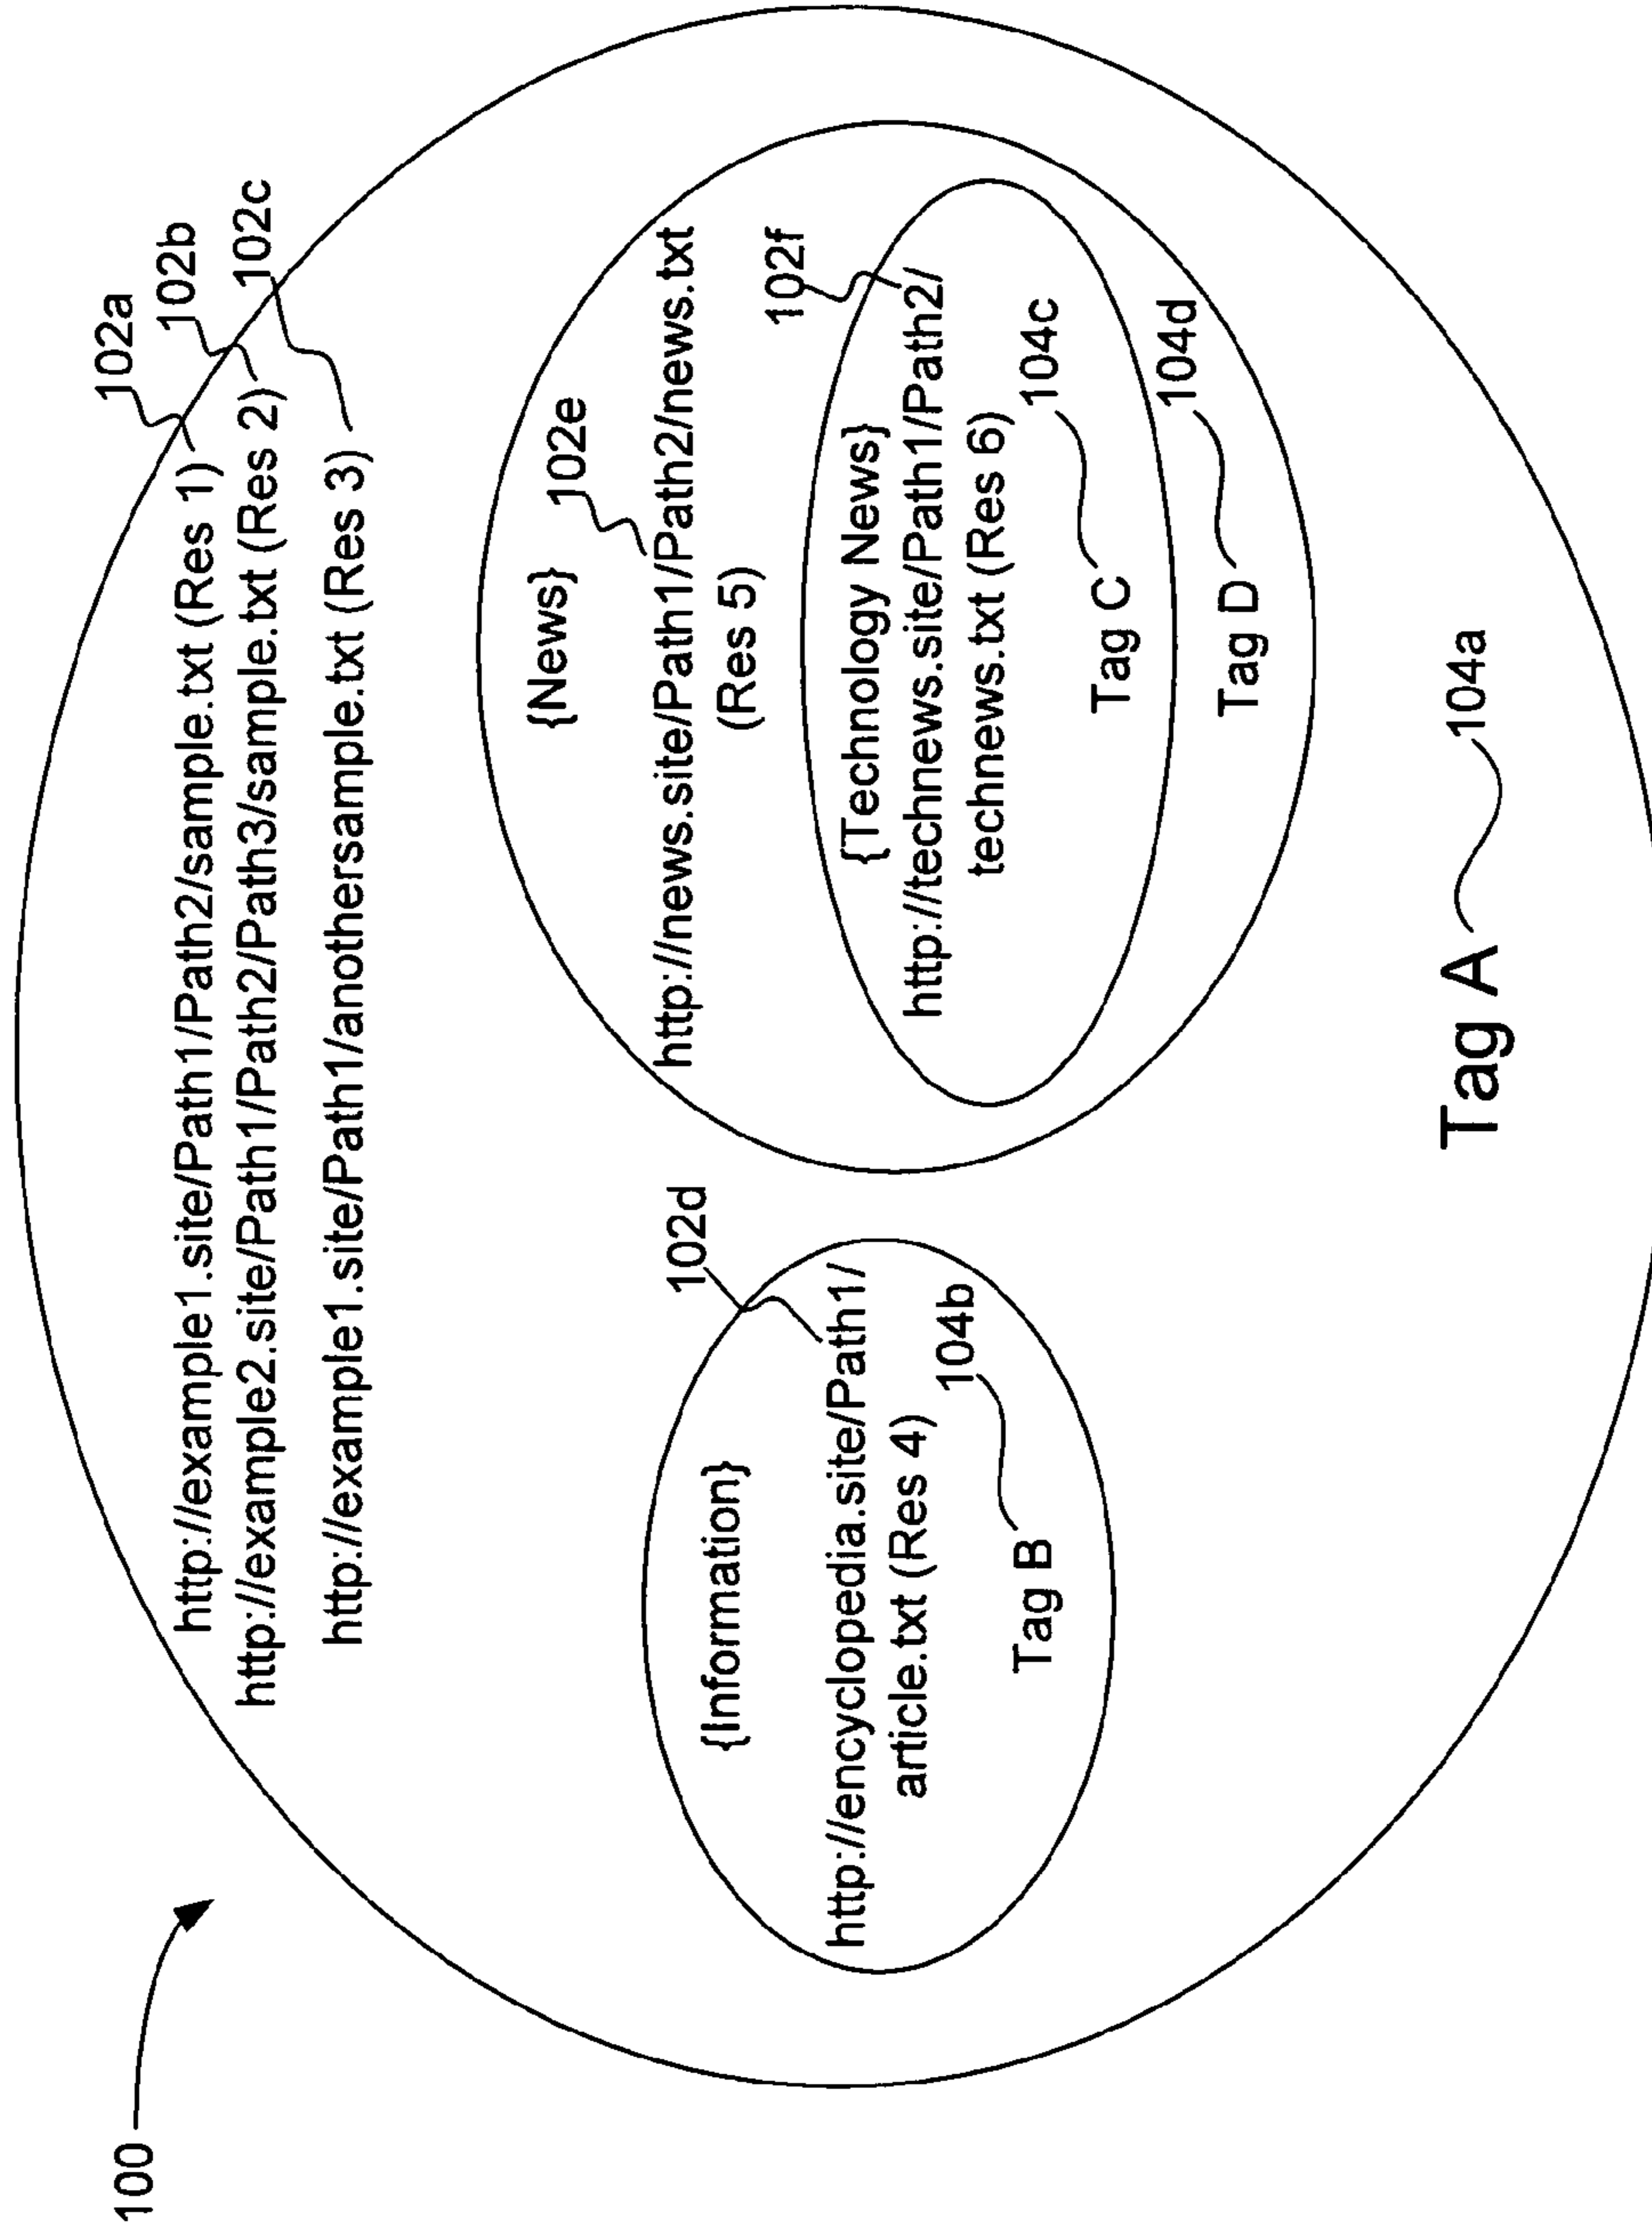 100
102a
102b
102c
http://example1.site/Path1/Path2/sample.txt (Res 1)
http://example2.site/Path1/Path2/Path3/sample.txt (Res 2)
http://example1.site/Path1/anothersample.txt (Res 3)
{Information}
102d
http://encyclopedia.site/Path1/
article.txt (Res 4)
104b
Tag B
{News}
102e
http://news.site/Path1/Path2/news.txt
(Res 5)
102f
{Technology News}
http://technews.site/Path1/Path2/
technews.txt (Res 6)
104c
Tag C
104d
Tag D
Tag A
104a